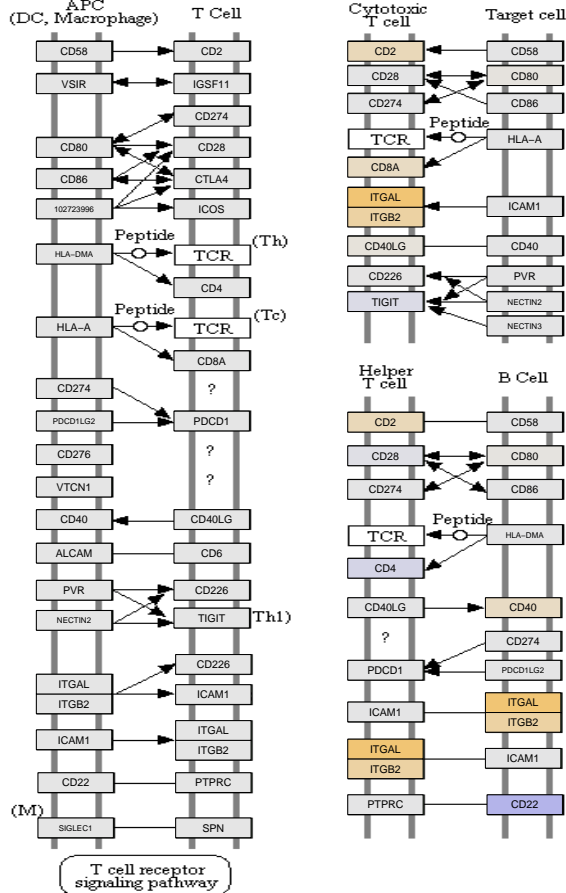 APC
(DC, Macrophage)
T Cell
CD58
CD2
VSIR
IGSF11
CD274
CD80
CD28
CD86
CTLA4
102723996
ICOS
Peptide
(Th)
HLA-DMA
TCR
CD4
Peptide
(Tc)
HLA-A
TCR
CD8A
CD274
?
PDCD1LG2
PDCD1
CD276
?
VTCN1
?
CD40
CD40LG
ALCAM
CD6
PVR
CD226
NECTIN2
TIGIT
Th1)
CD226
ITGAL
ITGB2
ICAM1
ITGAL
ICAM1
ITGB2
CD22
PTPRC
(M)
SIGLEC1
SPN
T cell receptor
signaling pathway
Cytotoxic
T cell
Target cell
CD2
CD58
CD28
CD80
CD274
CD86
Peptide
TCR
HLA-A
CD8A
ITGAL
ITGB2
ICAM1
CD40LG
CD40
CD226
PVR
TIGIT
NECTIN2
NECTIN3
Helper
T cell
B Cell
CD2
CD58
CD28
CD80
CD274
CD86
Peptide
TCR
HLA-DMA
CD4
CD40LG
CD40
?
CD274
PDCD1
PDCD1LG2
ICAM1
ITGAL
ITGB2
ITGAL
ITGB2
ICAM1
PTPRC
CD22